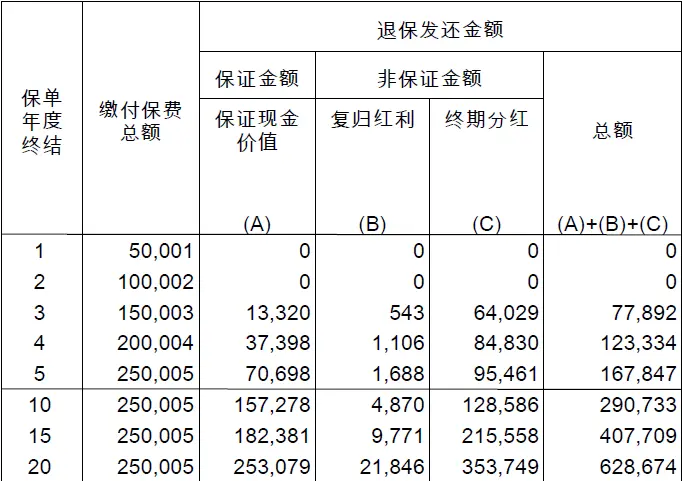 退保发还金额
保证金额 非保证金额
保单
年度
终结
缴付保费
总额
保证现金
价值
复归红利 终期分红 总额
(A) (B) (C) (A)+(B)+(C)
1 50,001 0 0 0 0
2 100,002 0 0 0 0
3 150,003 13,320 543 64,029 77,892
4 200,004 37,398 1,106 84,830 123,334
5 250,005 70,698 1,688 95,461 167,847
10 250,005 157,278 4,870 128,586 290,733
15 250,005 182,381 9,771 215,558 407,709
20 250,005 253,079 21,846 353,749 628,674